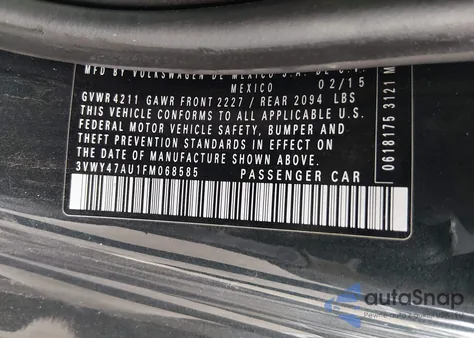 MFD BY VOLKSWAGEN DE MEXICO S.A. DE C.V.
MEXICO 02/15
GVWR 4211 GAWR FRONT 2227 / REAR 2094 LBS
THIS VEHICLE CONFORMS TO ALL APPLICABLE U.S.
FEDERAL MOTOR VEHICLE SAFETY, BUMPER AND
THEFT PREVENTION STANDARDS IN EFFECT ON
THE DATE OF MANUFACTURE SHOWN ABOVE:
3VWY47AU1FM068585 PASSENGER CAR
0618175 3121
autoSnap